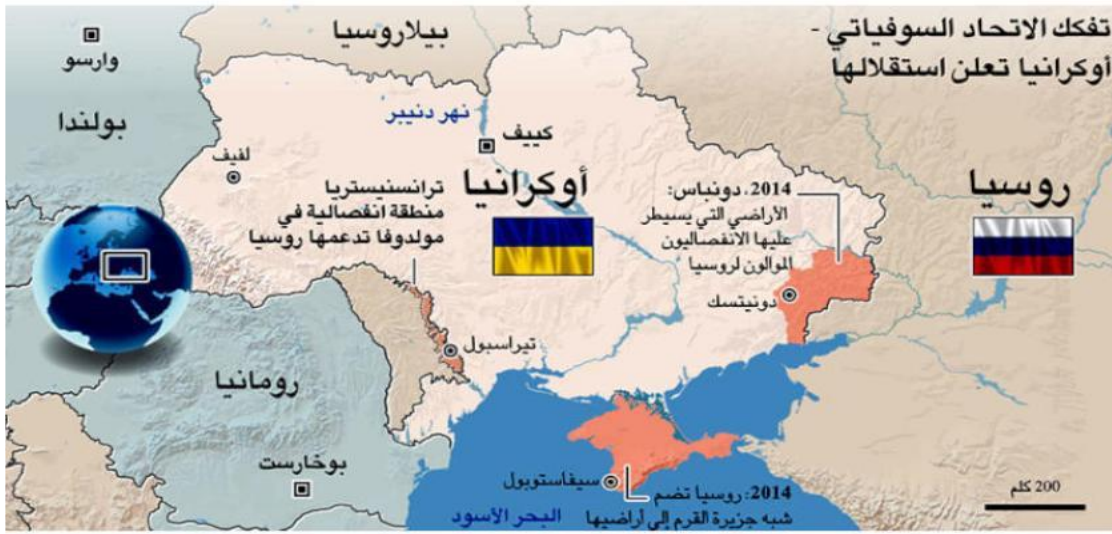 تفكك الاتحاد السوفياتي -
أوكرانيا تعلن استقلالها
بيلاروسيا
وارسو
بولندا
نهر دنيبر
كييف
لفيف
أوكرانيا
روسيا
ترانسنيستريا
منطقة انفصالية في
مولدوفا تدعمها روسيا
2014، دونباس:
الأراضي التي يسيطر
عليها الانفصاليون
الموالون لروسيا
دونيتسك
تيراسبول
رومانيا
بوخارست
سيفاستوبول
2014: روسيا تضم
شبه جزيرة القرم إلى أراضيها
البحر الأسود
200 كلم